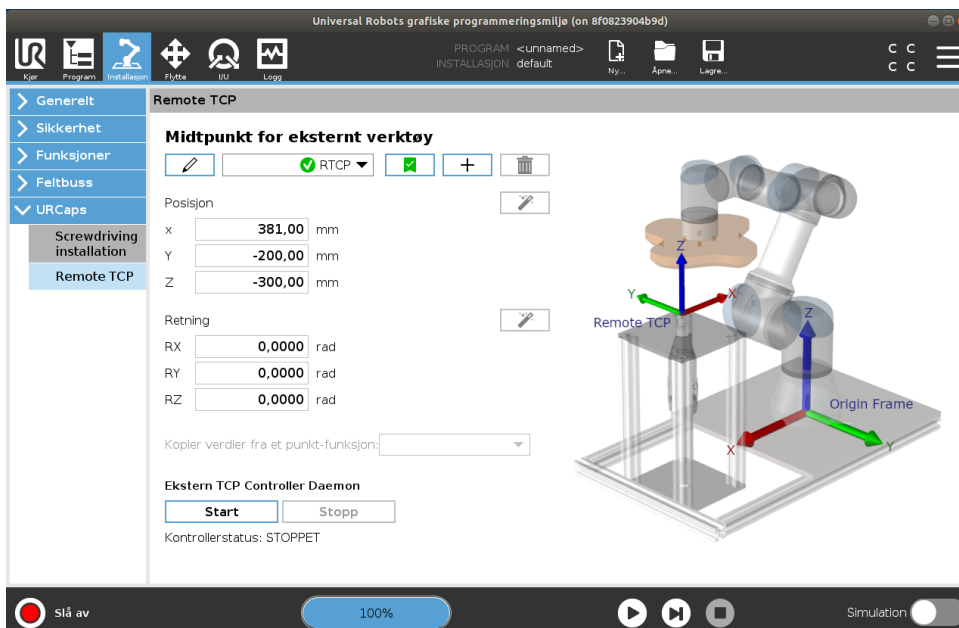 Universal Robots grafiske programmeringsmiljø (on 8f0823904b9d)
Kjør
Program
Installasjon
Flytte
I/U
Logg
PROGRAM <unnamed>
INSTALLASJON default
Ny...
Åpne...
Lagre...
C C
C C
Generelt
Sikkerhet
Funksjoner
Feltbuss
URCaps
Screwdriving
installation
Remote TCP
Remote TCP
Midtpunkt for eksternt verktøy
RTCP
Posisjon
X 381,00 mm
Y -200,00 mm
Z -300,00 mm
Retning
RX 0,0000 rad
RY 0,0000 rad
RZ 0,0000 rad
Kopier verdier fra et punkt-funksjon:
Ekstern TCP Controller Daemon
Start Stopp
Kontrollerstatus: STOPPET
Z
Y X
Remote TCP
Z
Origin Frame
X Y
Slå av
100%
Simulation